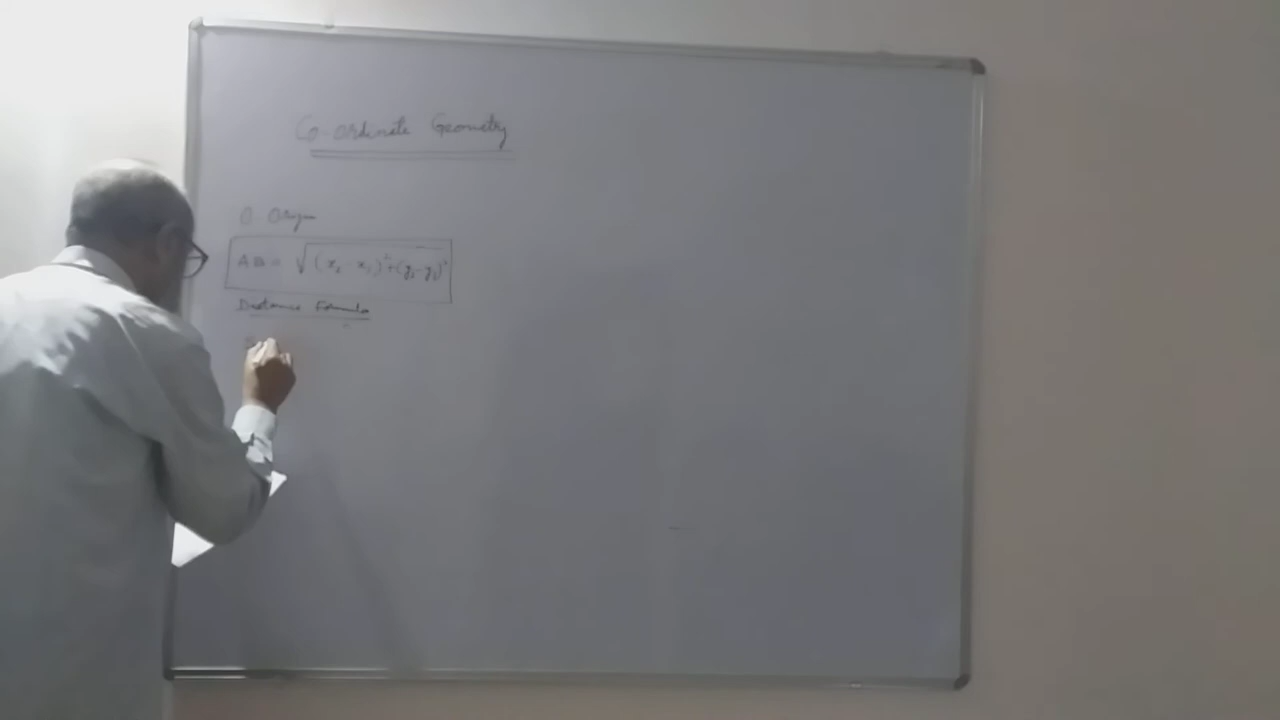 Co-ordinate Geometry
O - Origin
AB = √(x₂ - x₁)² + (y₂ - y₁)²
Distance Formula